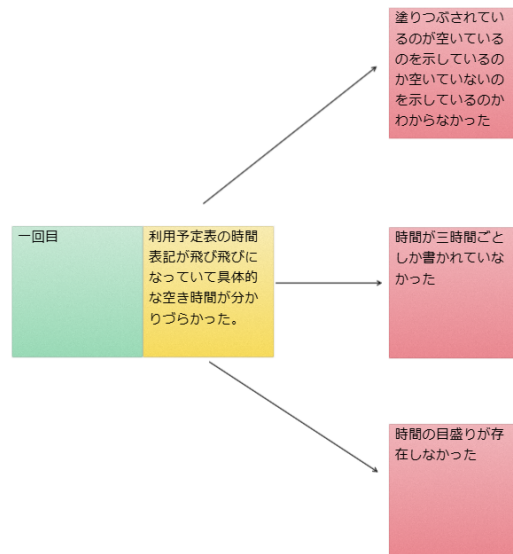 塗りつぶされてい
るのが空いている
のを示しているの
か空いていないの
を示しているのか
わからなかった
一回目
利用予定表の時間
表記が飛び飛びに
なっていて具体的
な空き時間が分か
りづらかった。
時間が三時間ごと
しか書かれていな
かった
時間の目盛りが存
在しなかった